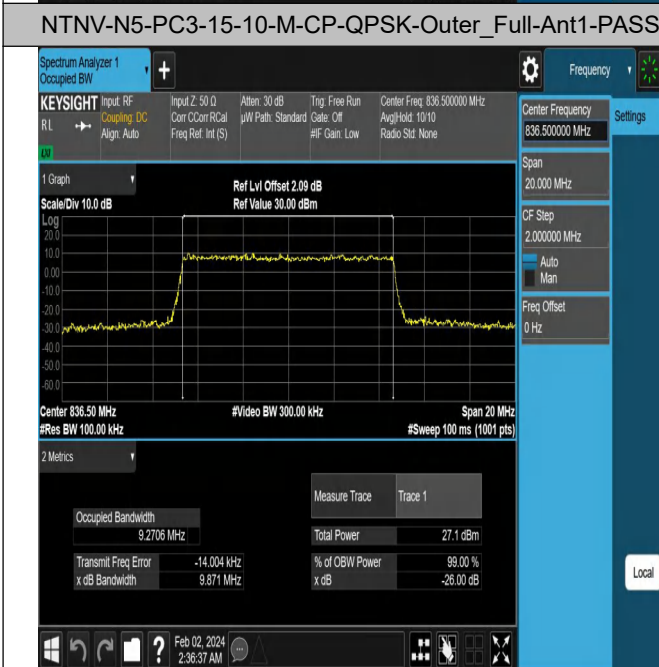 NTNV-N5-PC3-15-10-M-CP-QPSK-Outer_Full-Ant1-PASS
Spectrum Analyzer 1
Occupied BW
Frequency
KEYSIGHT
RL
LXI
Input: RF
Coupling: DC
Align: Auto
Input Z: 50 Ω
Corr CCorr RCal
Freq Ref: Int (S)
Atten: 30 dB
µW Path: Standard
Trig: Free Run
Gate: Off
#IF Gain: Low
Center Freq: 836.500000 MHz
Avg|Hold: 10/10
Radio Std: None
Center Frequency
836.500000 MHz
Settings
Span
20.000 MHz
CF Step
2.000000 MHz
Auto
Man
Freq Offset
0 Hz
Local
1 Graph
Scale/Div 10.0 dB
Ref Lvl Offset 2.09 dB
Ref Value 30.00 dBm
Log
20.0
10.0
0.00
-10.0
-20.0
-30.0
-40.0
-50.0
-60.0
Center 836.50 MHz
#Video BW 300.00 kHz
Span 20 MHz
#Res BW 100.00 kHz
#Sweep 100 ms (1001 pts)
2 Metrics
Measure Trace
Trace 1
Occupied Bandwidth
9.2706 MHz
Total Power
27.1 dBm
Transmit Freq Error
-14.004 kHz
% of OBW Power
99.00 %
x dB Bandwidth
9.871 MHz
x dB
-26.00 dB
?
Feb 02, 2024
2:36:37 AM